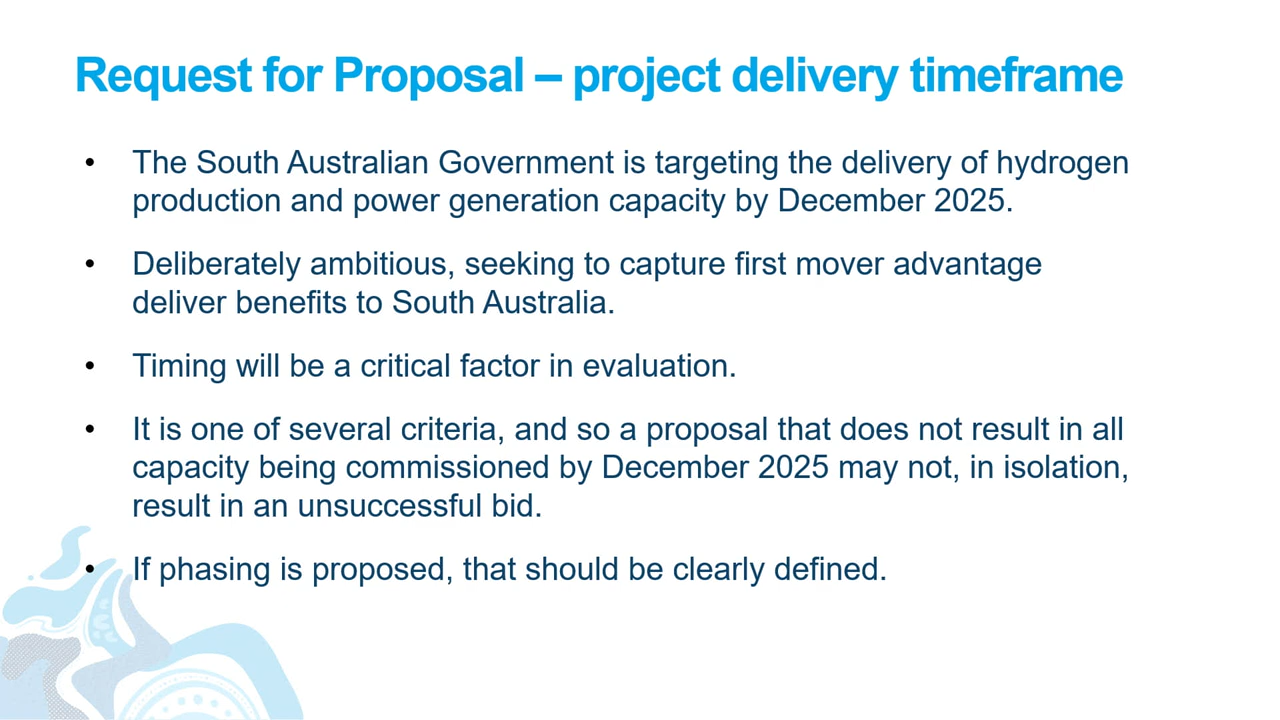 Request for Proposal – project delivery timeframe
• The South Australian Government is targeting the delivery of hydrogen
production and power generation capacity by December 2025.
• Deliberately ambitious, seeking to capture first mover advantage
deliver benefits to South Australia.
• Timing will be a critical factor in evaluation.
• It is one of several criteria, and so a proposal that does not result in all
capacity being commissioned by December 2025 may not, in isolation,
result in an unsuccessful bid.
• If phasing is proposed, that should be clearly defined.